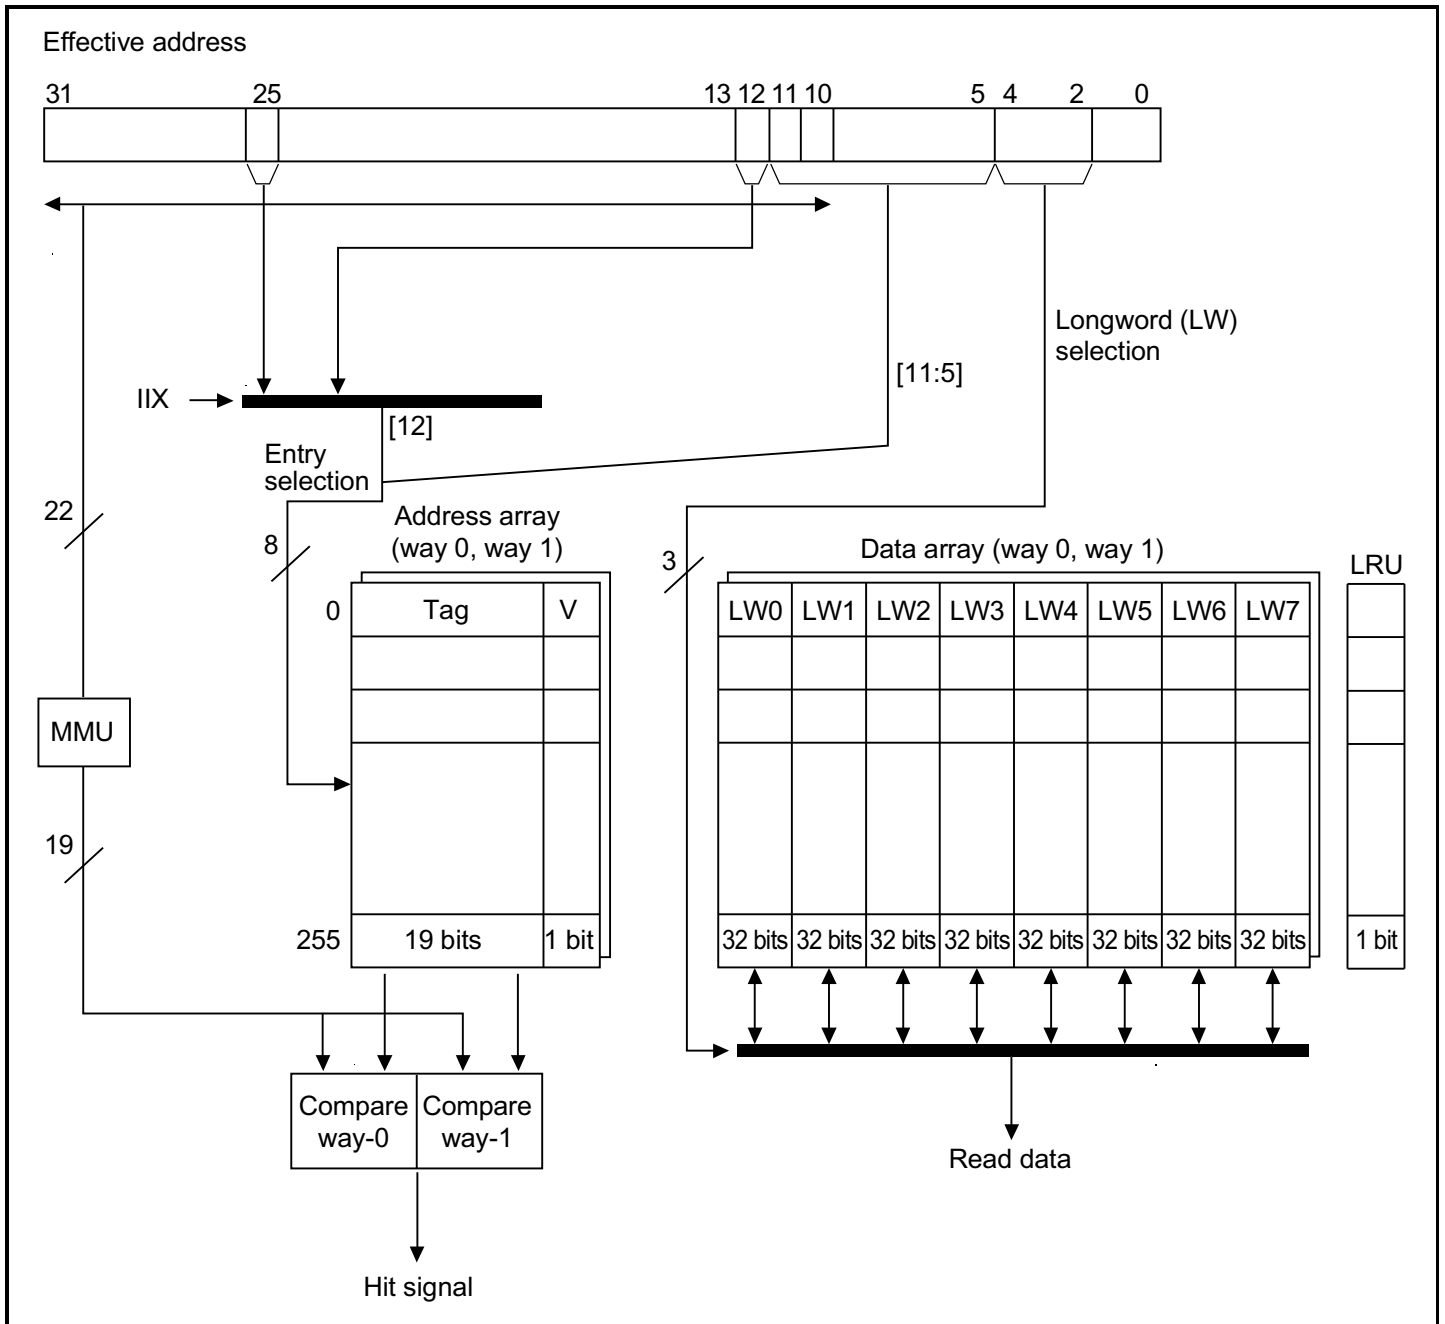 Effective address
31 25 13 12 11 10 5 4 2 0
Longword (LW)
selection
[11:5]
IIX
[12]
Entry
selection
22
8
Address array
(way 0, way 1)
3
Data array (way 0, way 1)
LRU
0 Tag V
LW0 LW1 LW2 LW3 LW4 LW5 LW6 LW7
MMU
19
255 19 bits 1 bit
32 bits 32 bits 32 bits 32 bits 32 bits 32 bits 32 bits 32 bits
1 bit
Compare
way-0
Compare
way-1
Read data
Hit signal